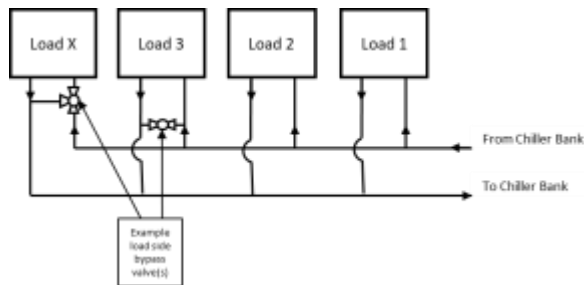 Load X
Load 3
Load 2
Load 1
From Chiller Bank
To Chiller Bank
Example
load side
bypass
valve(s)